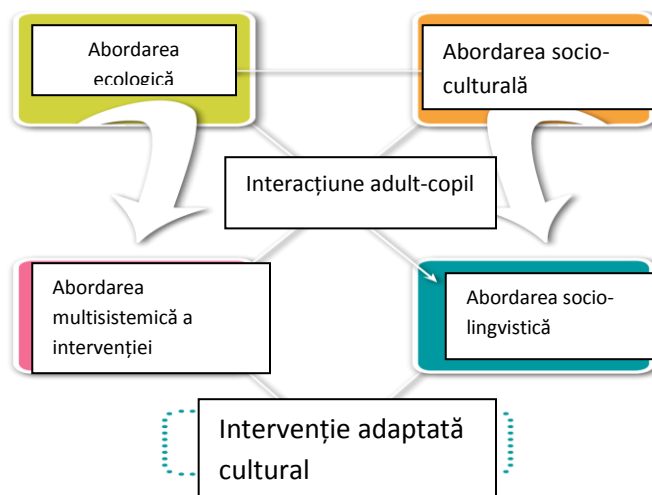 Abordarea
ecologică
Abordarea socio-
culturală
Interacțiune adult-copil
Abordarea
multisistemică a
intervenției
Abordarea socio-
lingvistică
Intervenție adaptată
cultural